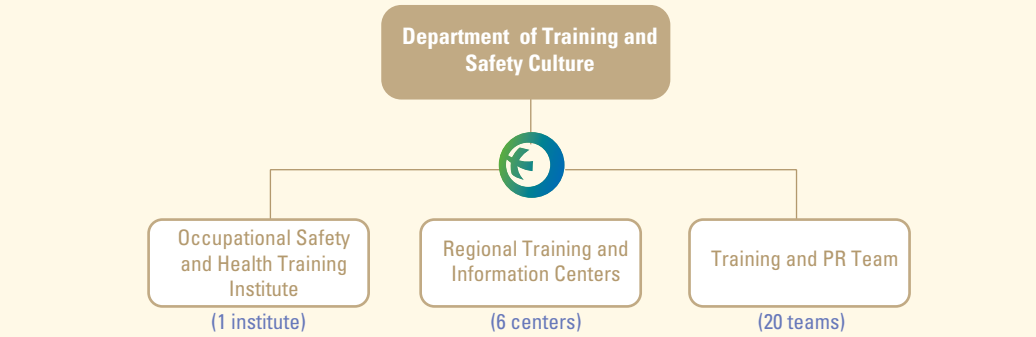 Department of Training and
Safety Culture
Occupational Safety
and Health Training
Institute
(1 institute)
Regional Training and
Information Centers
(6 centers)
Training and PR Team
(20 teams)